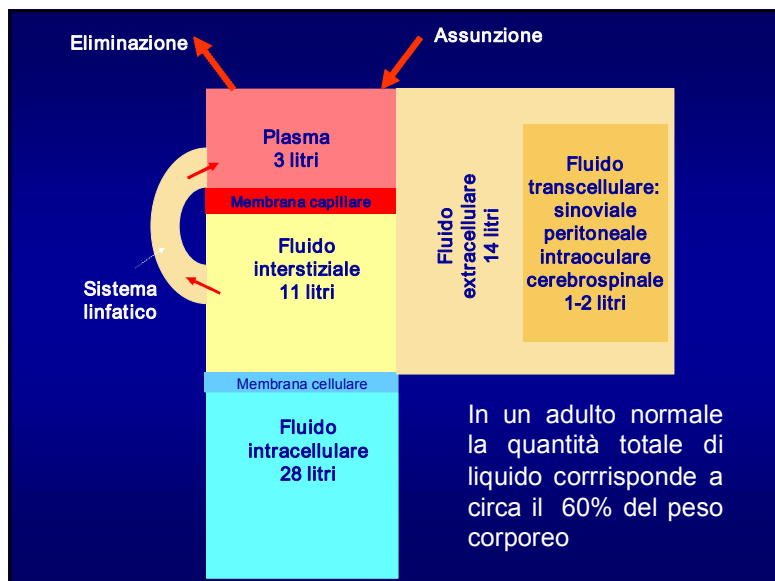 Eliminazione
Assunzione
Plasma
3 litri
Membrana capillare
Fluido
interstiziale
11 litri
Sistema
linfatico
Membrana cellulare
Fluido
intracellulare
28 litri
Fluido
extracellulare
14 litri
Fluido
transcellulare:
sinoviale
peritoneale
intraoculare
cerebrospinale
1-2 litri
In un adulto normale
la quantità totale di
liquido corrrisponde a
circa il 60% del peso
corporeo